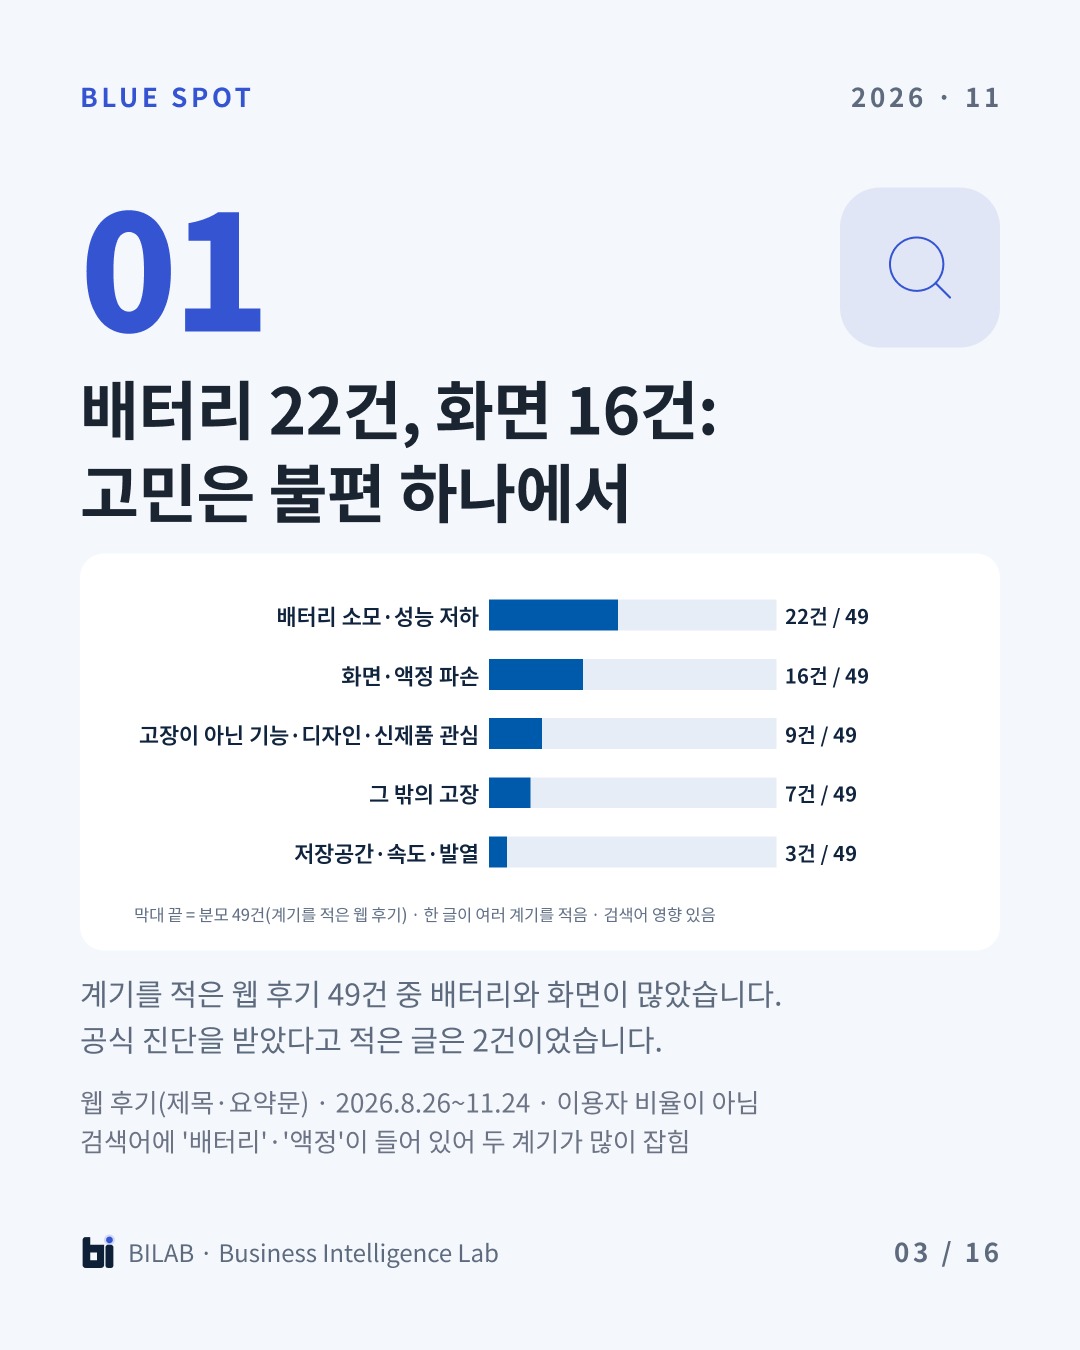 BLUE SPOT
2026 · 11
01
배터리 22건, 화면 16건:
고민은 불편 하나에서
배터리 소모·성능 저하 22건 / 49
화면·액정 파손 16건 / 49
고장이 아닌 기능·디자인·신제품 관심 9건 / 49
그 밖의 고장 7건 / 49
저장공간·속도·발열 3건 / 49
막대 끝 = 분모 49건(계기를 적은 웹 후기) · 한 글이 여러 계기를 적음 · 검색어 영향 있음
계기를 적은 웹 후기 49건 중 배터리와 화면이 많았습니다.
공식 진단을 받았다고 적은 글은 2건이었습니다.
웹 후기(제목·요약문) · 2026.8.26~11.24 · 이용자 비율이 아님
검색어에 '배터리'·'액정'이 들어 있어 두 계기가 많이 잡힘
bi BILAB · Business Intelligence Lab
03 / 16